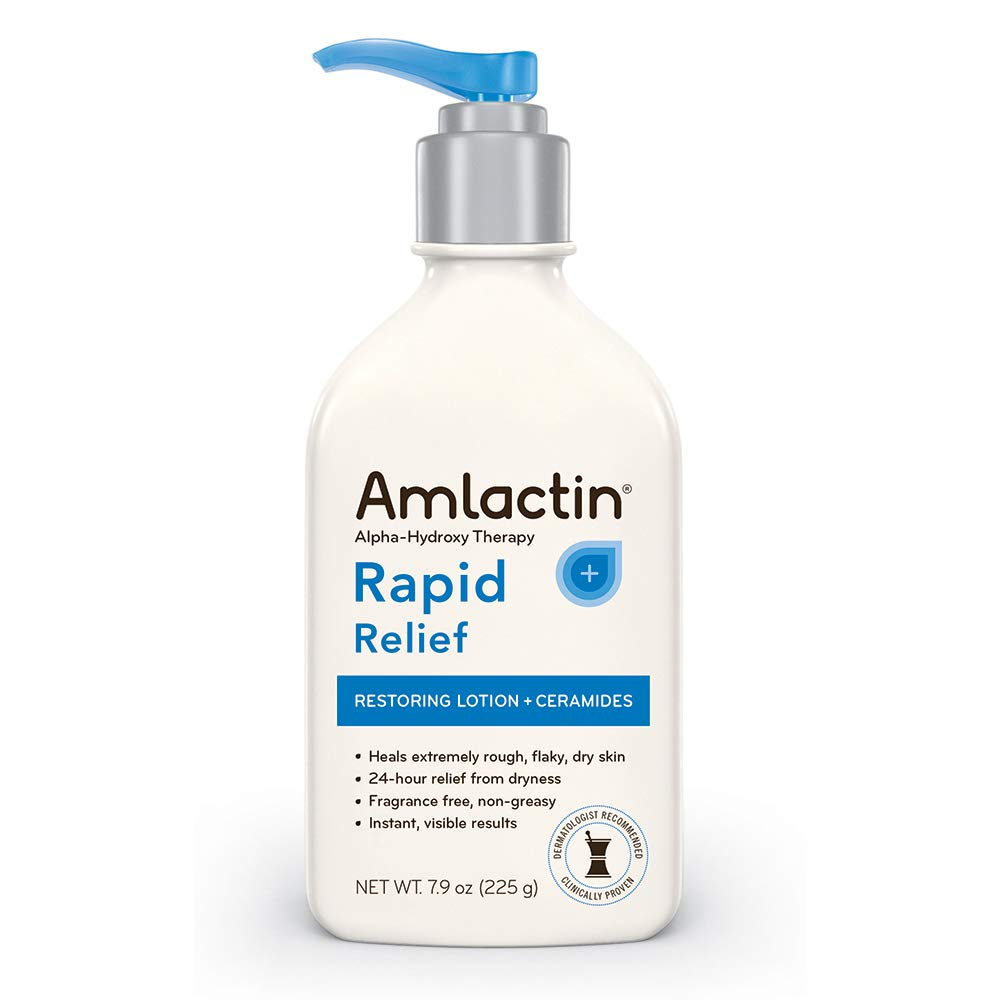 Amlactin®
Alpha-Hydroxy Therapy
Rapid
Relief
+
RESTORING LOTION + CERAMIDES
• Heals extremely rough, flaky, dry skin
• 24-hour relief from dryness
• Fragrance free, non-greasy
• Instant, visible results
DERMATOLOGIST RECOMMENDED
CLINICALLY PROVEN
NET WT. 7.9 oz (225 g)